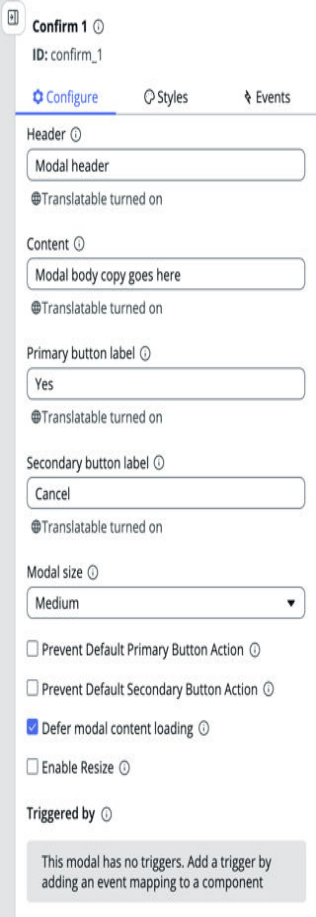 Confirm 1
ID: confirm_1
Configure
Styles
Events
Header
Modal header
Translatable turned on
Content
Modal body copy goes here
Translatable turned on
Primary button label
Yes
Translatable turned on
Secondary button label
Cancel
Translatable turned on
Modal size
Medium
Prevent Default Primary Button Action
Prevent Default Secondary Button Action
Defer modal content loading
Enable Resize
Triggered by
This modal has no triggers. Add a trigger by
adding an event mapping to a component